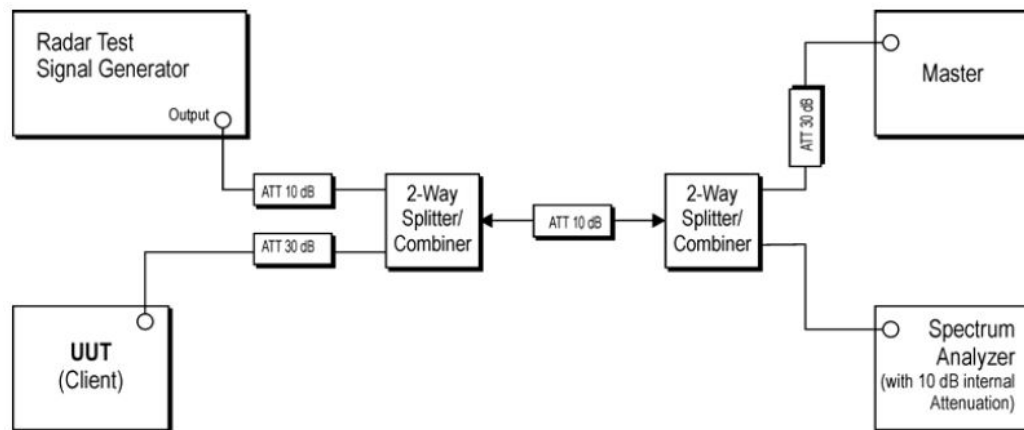 Radar Test
Signal Generator
Output
ATT 10 dB
2-Way
Splitter/
Combiner
ATT 30 dB
UUT
(Client)
ATT 10 dB
2-Way
Splitter/
Combiner
ATT 30 dB
Master
Spectrum
Analyzer
(with 10 dB internal
Attenuation)